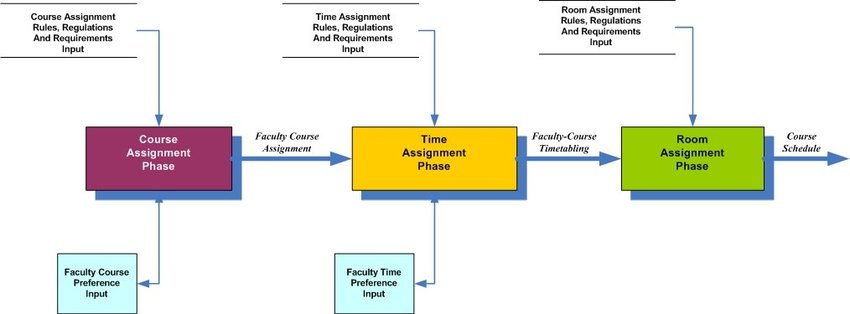 Course Assignment
Rules, Regulations
And Requirements
Input
Time Assignment
Rules, Regulations
And Requirements
Input
Room Assignment
Rules, Regulations
And Requirements
Input
Course
Assignment
Phase
Faculty Course
Assignment
Time
Assignment
Phase
Faculty-Course
Timetabling
Room
Assignment
Phase
Course
Schedule
Faculty Course
Preference
Input
Faculty Time
Preference
Input